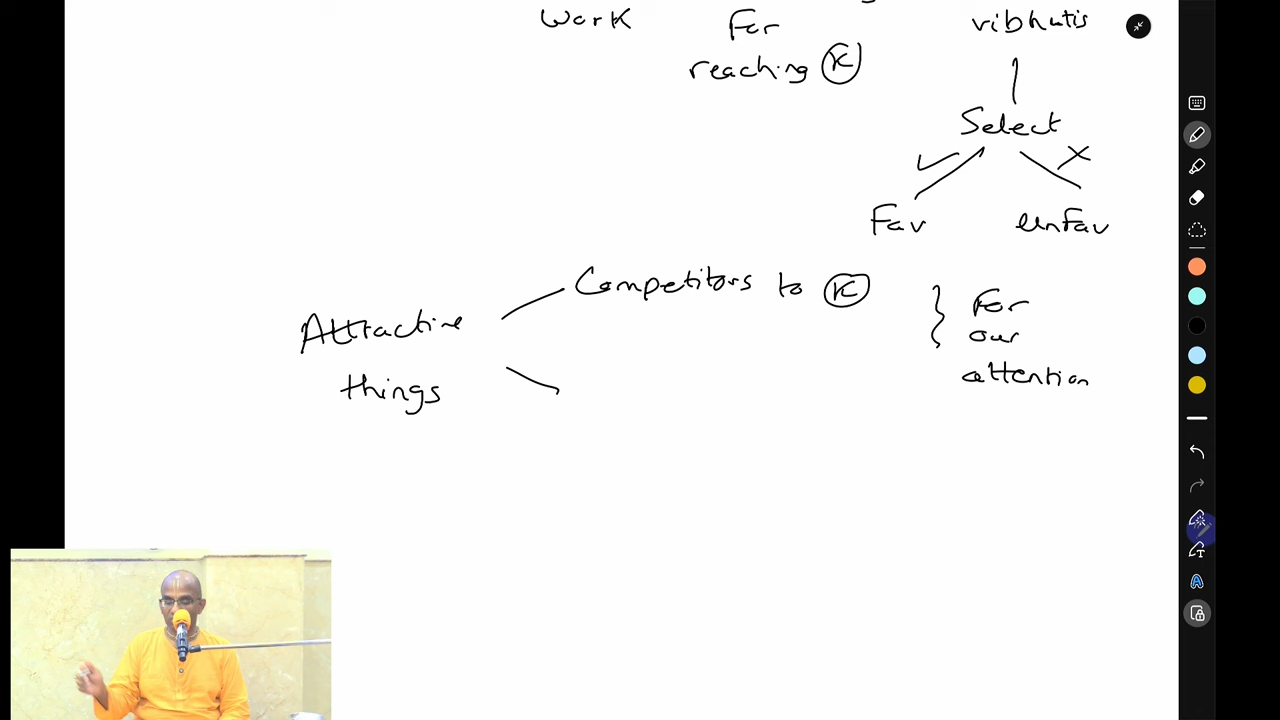 work
For
reaching K
vibhutis
Select
Fav
unFav
Competitors to K
Attractive
things
For
our
attention